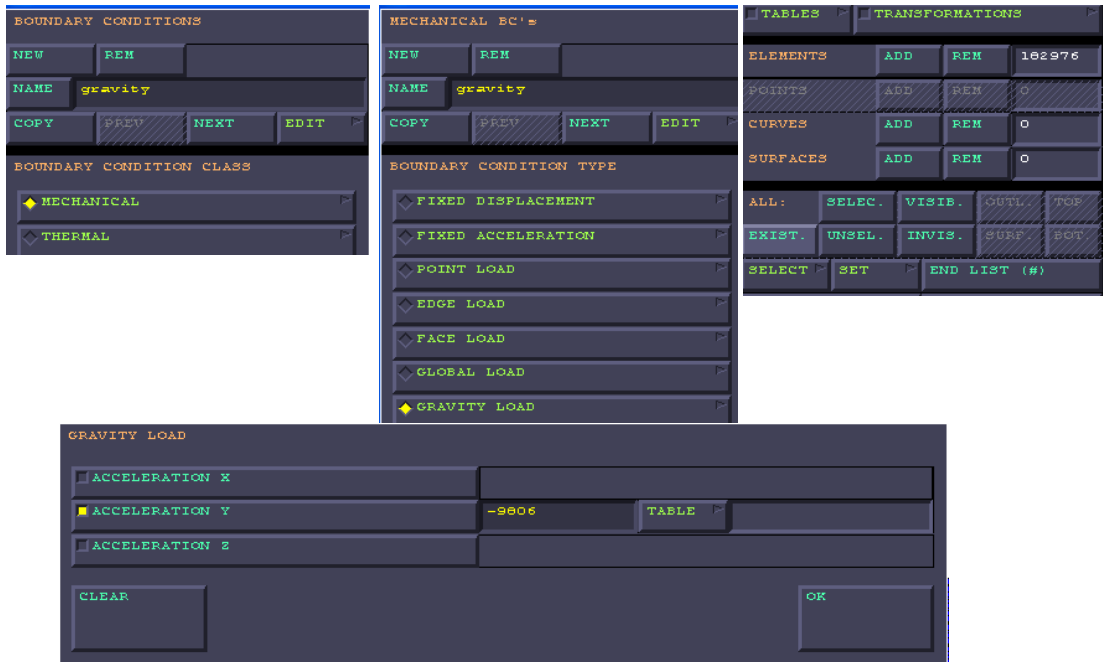 BOUNDARY CONDITIONS
NEW REM
NAME gravity
COPY PREV NEXT EDIT
BOUNDARY CONDITION CLASS
MECHANICAL
THERMAL
MECHANICAL BC's
NEW REM
NAME gravity
COPY PREV NEXT EDIT
BOUNDARY CONDITION TYPE
FIXED DISPLACEMENT
FIXED ACCELERATION
POINT LOAD
EDGE LOAD
FACE LOAD
GLOBAL LOAD
GRAVITY LOAD
TABLES TRANSFORMATIONS
ELEMENTS ADD REM 182976
POINTS ADD REM 0
CURVES ADD REM 0
SURFACES ADD REM 0
ALL: SELEC. VISIB. OUTL. TOP
EXIST. UNSEL. INVIS. SURF. BOT.
SELECT SET END LIST (#)
GRAVITY LOAD
ACCELERATION X
ACCELERATION Y -9806 TABLE
ACCELERATION Z
CLEAR OK